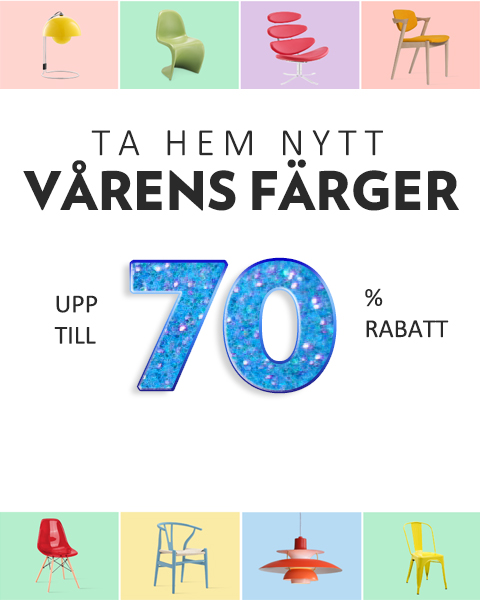 TA HEM NYTT
VÅRENS FÄRGER
UPP
TILL
70
%
RABATT